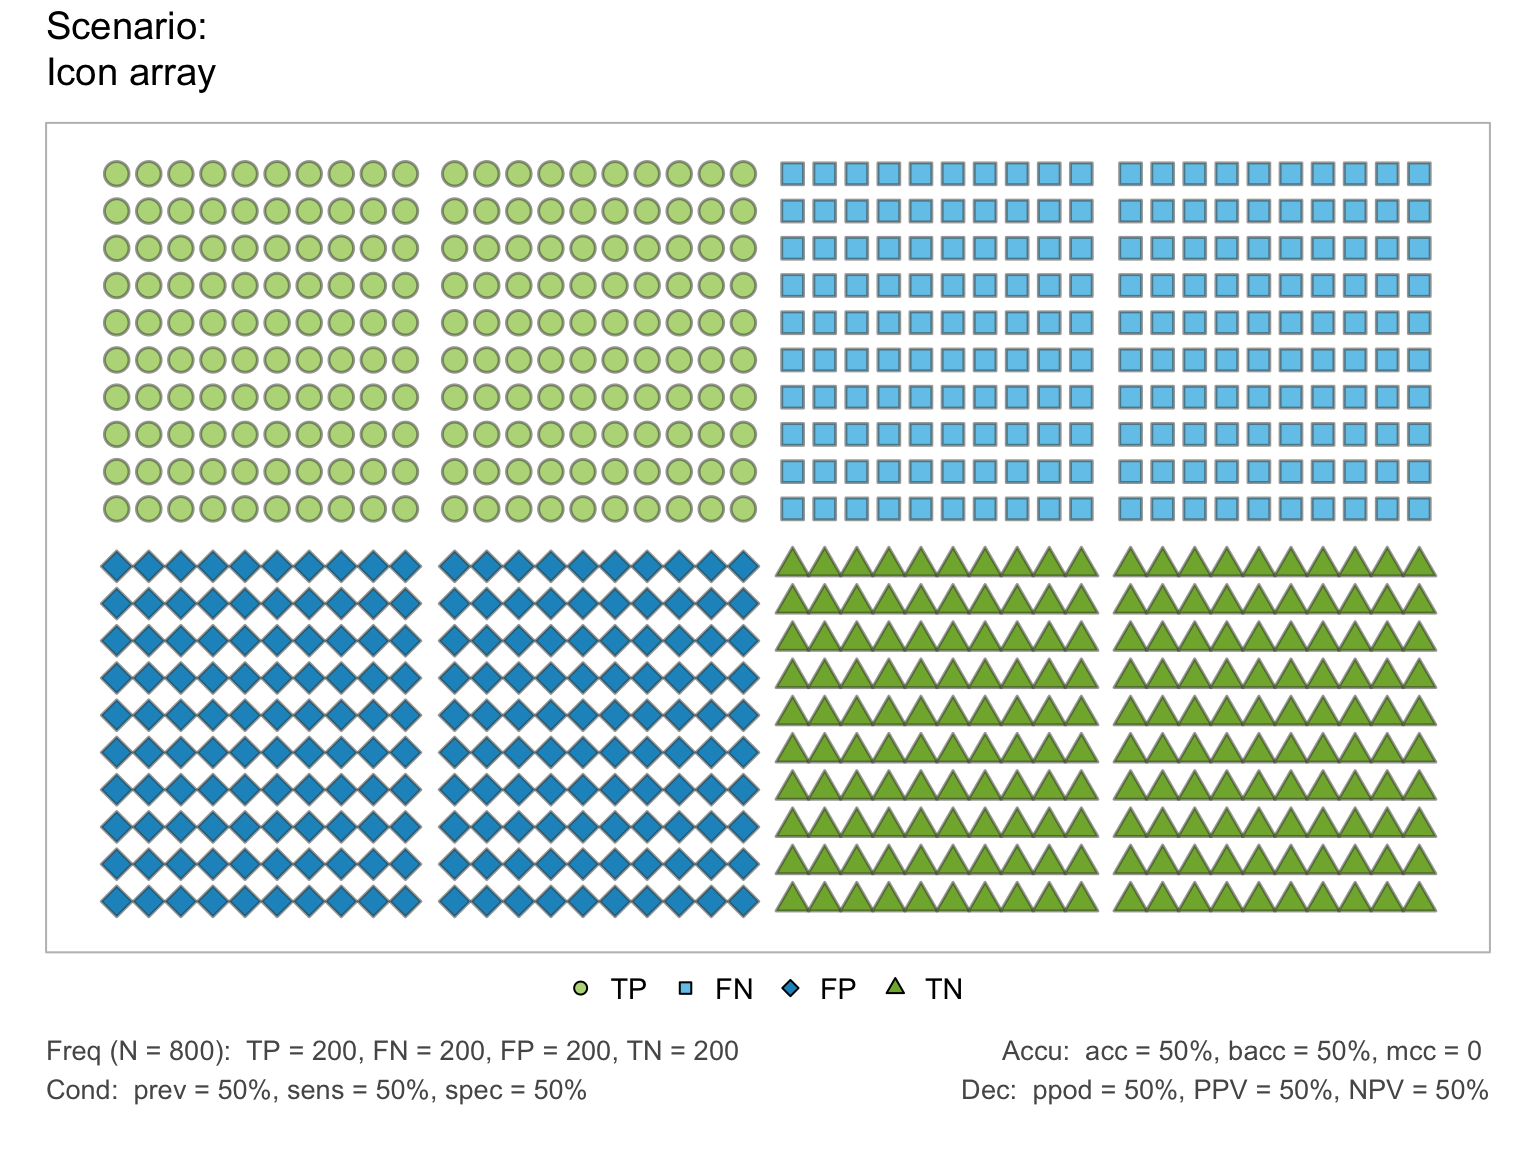 Scenario:
Icon array
TP FN FP TN
Freq (N = 800): TP = 200, FN = 200, FP = 200, TN = 200
Accu: acc = 50%, bacc = 50%, mcc = 0
Cond: prev = 50%, sens = 50%, spec = 50%
Dec: ppod = 50%, PPV = 50%, NPV = 50%